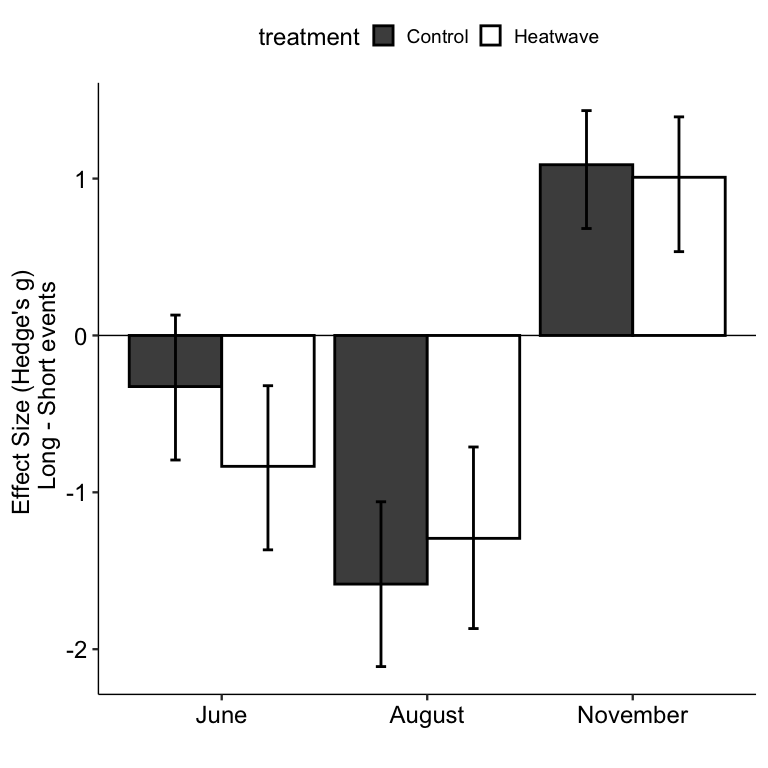 treatment Control Heatwave
Effect Size (Hedge's g)
Long - Short events
1
0
-1
-2
June August November